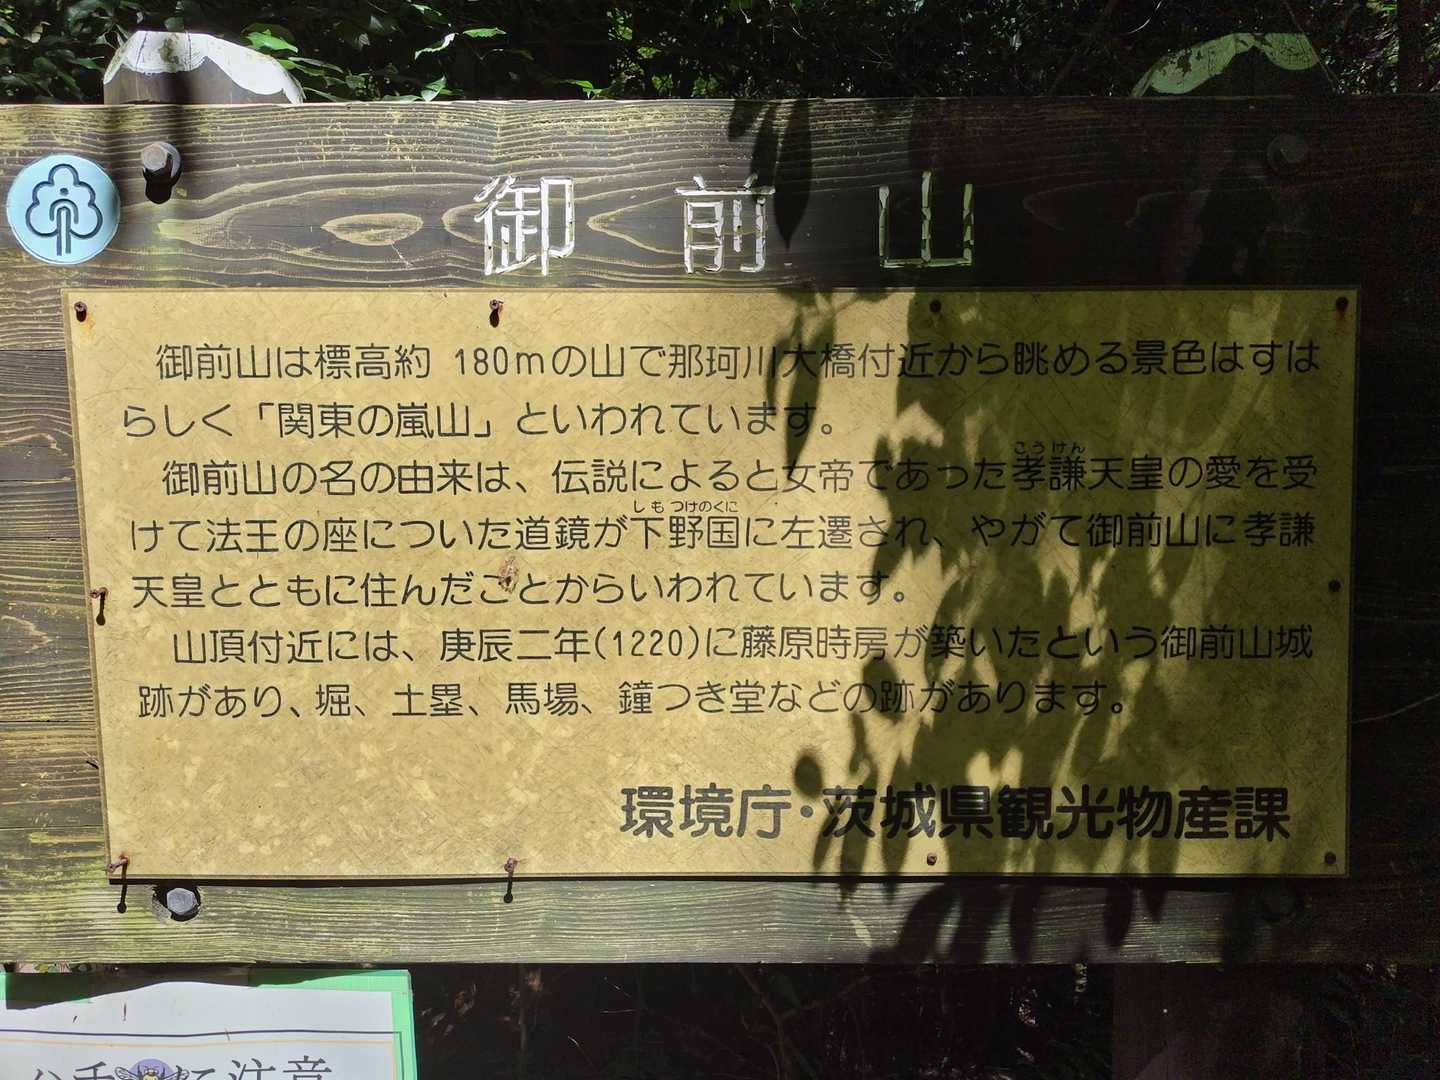 御前山
御前山は標高約 180mの山で那珂川大橋付近から眺める景色はすは
らしく「関東の嵐山」といわれています。
御前山の名の由来は、伝説によると女帝であった孝謙天皇の愛を受
こうけん
けて法王の座についた道鏡が下野国に左遷され、やがて御前山に孝謙
しもつけのくに
天皇とともに住んだことからいわれています。
山頂付近には、庚辰二年(1220)に藤原時房が築いたという御前山城
跡があり、堀、土塁、馬場、鐘つき堂などの跡があります。
環境庁・茨城県観光物産課
ハチに注意